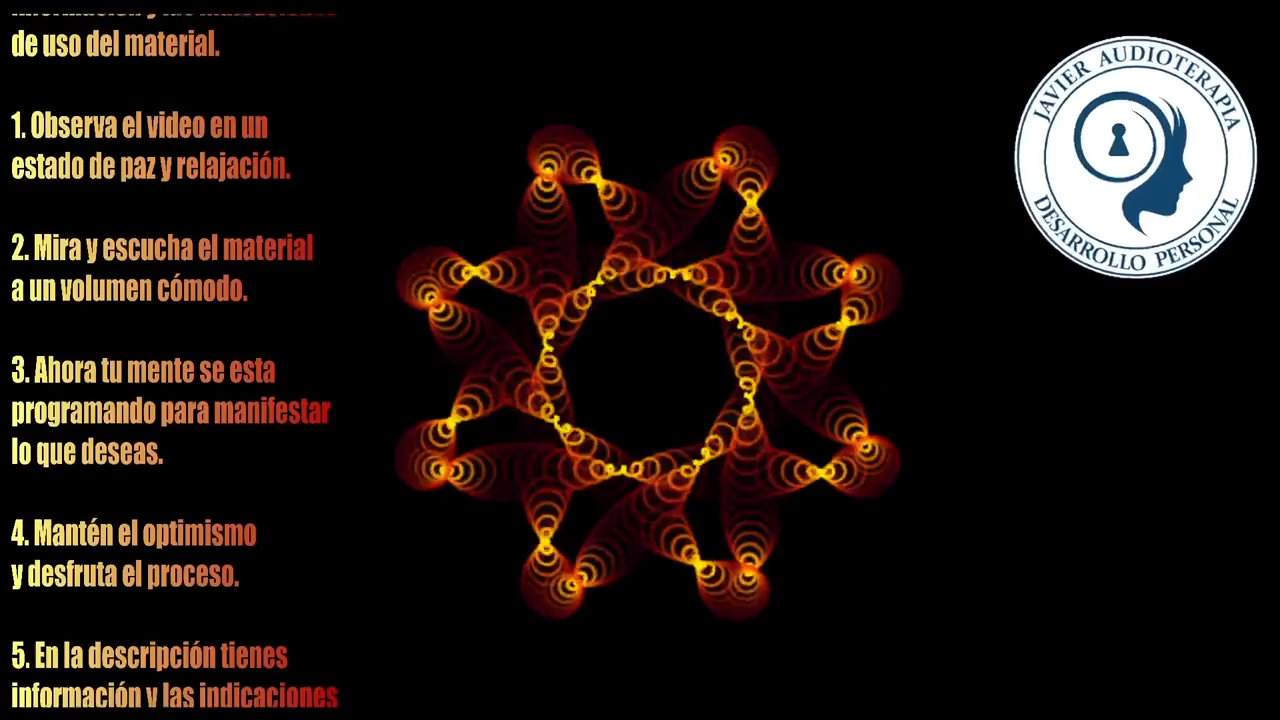 de uso del material.
1. Observa el video en un
estado de paz y relajación.
2. Mira y escucha el material
a un volumen cómodo.
3. Ahora tu mente se esta
programando para manifestar
lo que deseas.
4. Mantén el optimismo
y desfruta el proceso.
5. En la descripción tienes
información y las indicaciones
JAVIER AUDIOTERAPIA
DESARROLLO PERSONAL